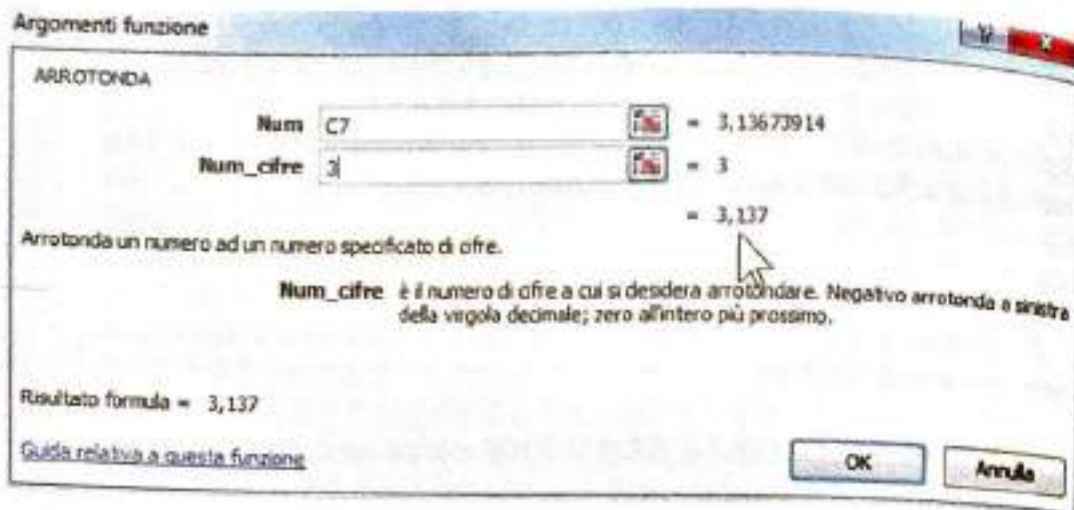 Argomenti funzione
ARROTONDA
Num C7 = 3,13673914
Num_cifre 3 = 3
= 3,137
Arrotonda un numero ad un numero specificato di cifre.
Num_cifre è il numero di cifre a cui si desidera arrotondare. Negativo arrotonda a sinistra
della virgola decimale; zero all'intero più prossimo.
Risultato formula = 3,137
Guida relativa a questa funzione
OK Annulla